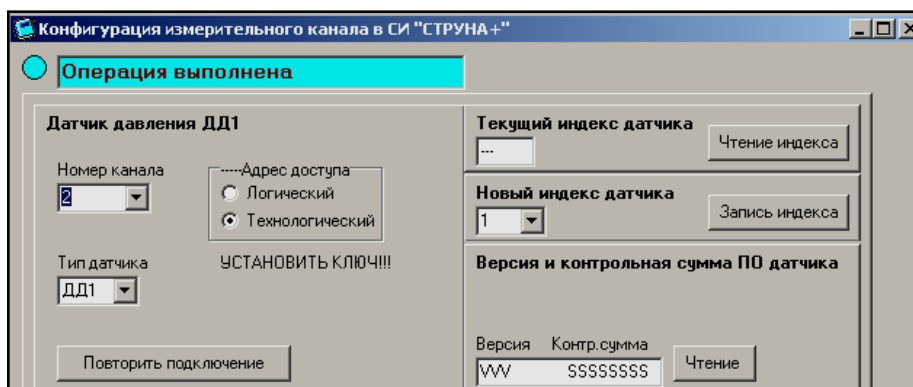 Конфигурация измерительного канала в СИ "СТРУНА+"
Операция выполнена
Датчик давления ДД1
Номер канала
2
-----Адрес доступа
Логический
Технологический
Тип датчика
ДД1
УСТАНОВИТЬ КЛЮЧ!!!
Повторить подключение
Текущий индекс датчика
---
Чтение индекса
Новый индекс датчика
1
Запись индекса
Версия и контрольная сумма ПО датчика
Версия Контр.сумма
VVV SSSSSSSS
Чтение